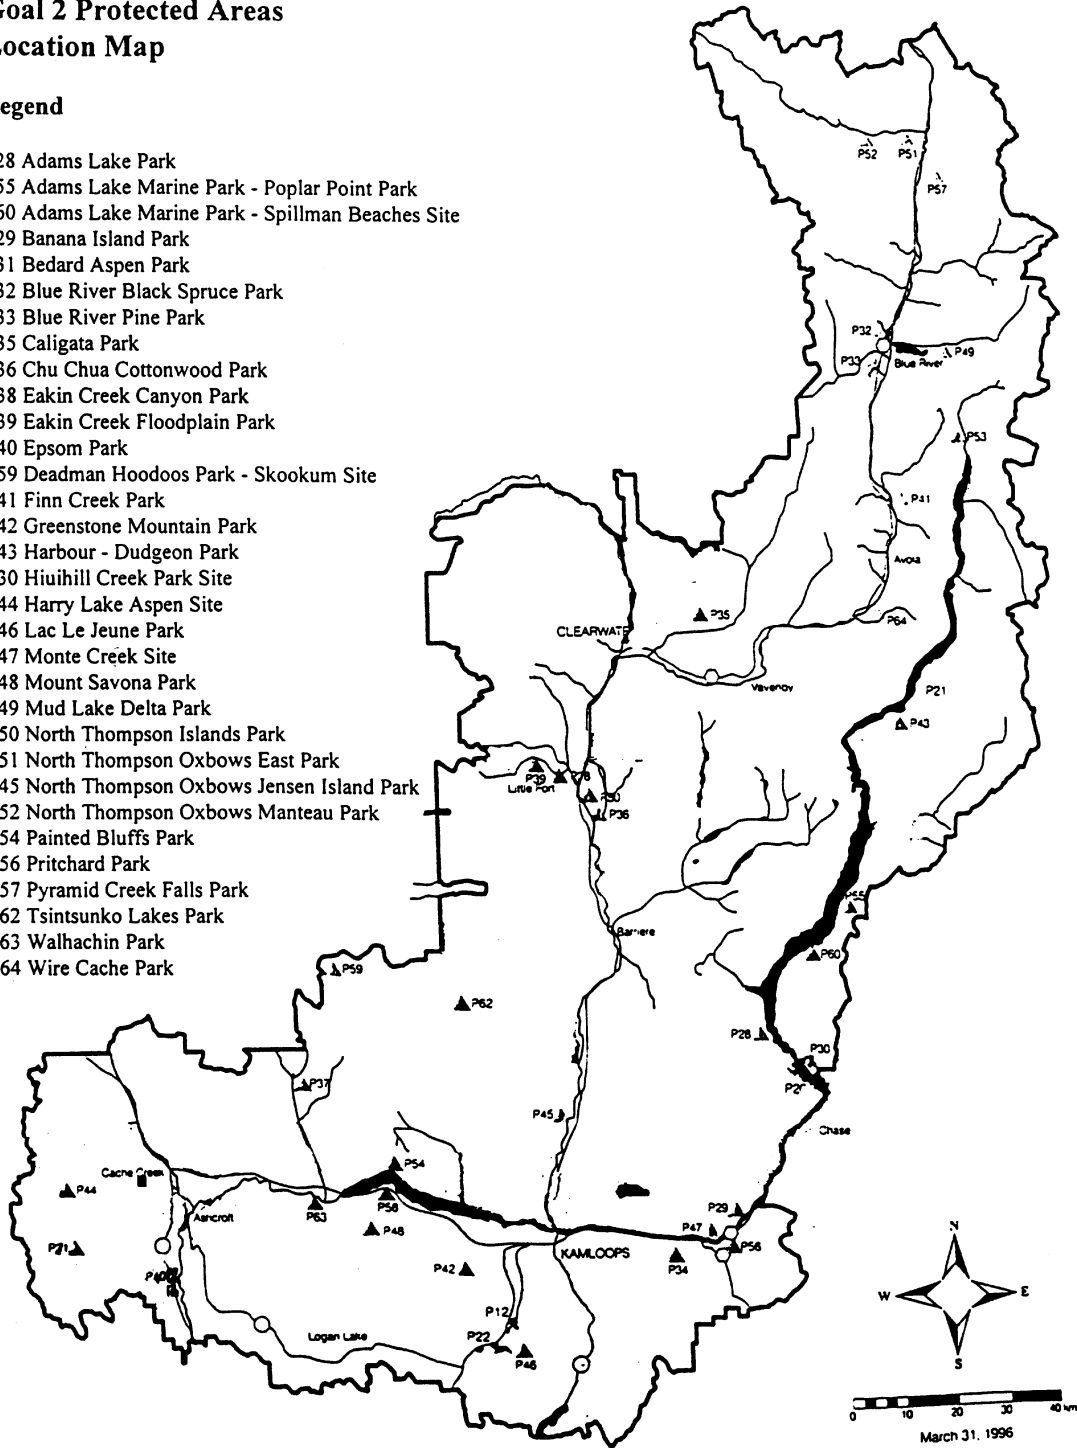 Goal 2 Protected Areas
Location Map
Legend
28 Adams Lake Park
55 Adams Lake Marine Park - Poplar Point Park
60 Adams Lake Marine Park - Spillman Beaches Site
29 Banana Island Park
31 Bedard Aspen Park
32 Blue River Black Spruce Park
33 Blue River Pine Park
35 Caligata Park
36 Chu Chua Cottonwood Park
38 Eakin Creek Canyon Park
39 Eakin Creek Floodplain Park
40 Epsom Park
59 Deadman Hoodoos Park - Skookum Site
41 Finn Creek Park
42 Greenstone Mountain Park
43 Harbour - Dudgeon Park
30 Hiuihill Creek Park Site
44 Harry Lake Aspen Site
46 Lac Le Jeune Park
47 Monte Creek Site
48 Mount Savona Park
49 Mud Lake Delta Park
50 North Thompson Islands Park
51 North Thompson Oxbows East Park
45 North Thompson Oxbows Jensen Island Park
52 North Thompson Oxbows Manteau Park
54 Painted Bluffs Park
56 Pritchard Park
57 Pyramid Creek Falls Park
62 Tsintsunko Lakes Park
63 Walhachin Park
64 Wire Cache Park
P52
P51
P57
P32
P33
Blue River
P49
P53
P41
Avola
P64
P35
CLEARWATE
Vavenby
P21
P43
P39
Little Fort
P36
P55
Barriere
P60
P59
P62
P28
P30
P37
P45
Chase
P54
Cache Creek
P44
Ashcroft
P63
P58
P48
P29
P47
P56
KAMLOOPS
P34
P42
P40
P12
Logan Lake
P22
P46
N
W
E
S
0 10 20 30 40 km
March 31, 1996